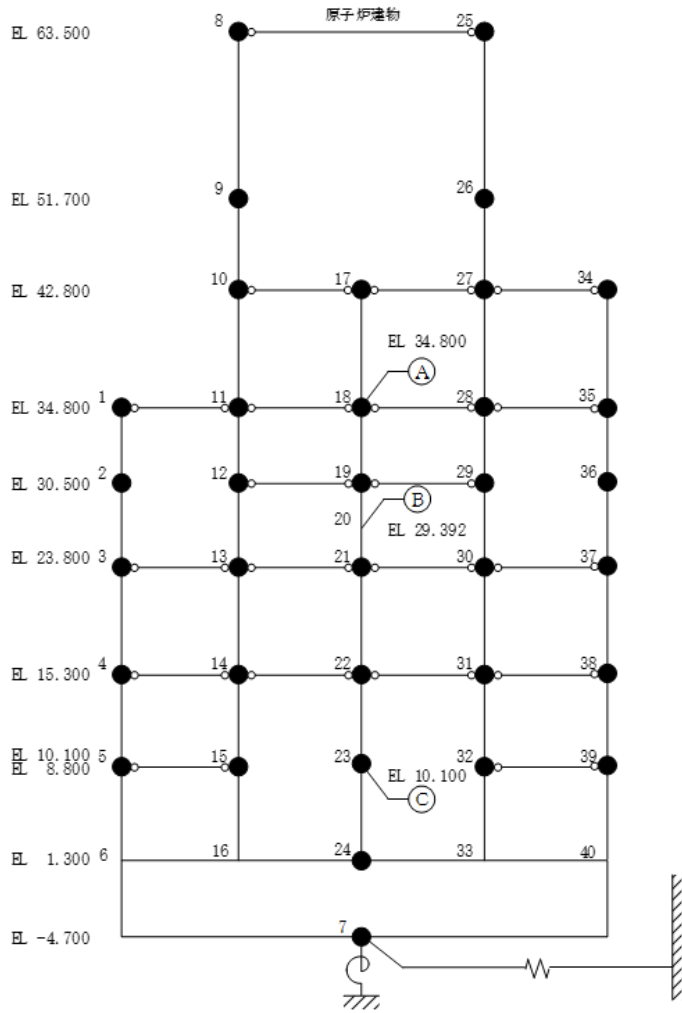 原子炉建物
EL 63.500 8 25
EL 51.700 9 26
EL 42.800 10 17 27 34
EL 34.800
A
EL 34.800 1 11 18 28 35
EL 30.500 2 12 19 29 36
B
20 EL 29.392
EL 23.800 3 13 21 30 37
EL 15.300 4 14 22 31 38
EL 10.100
EL 8.800 5 15 23 32 39
EL 10.100
C
EL 1.300 6 16 24 33 40
EL -4.700 7